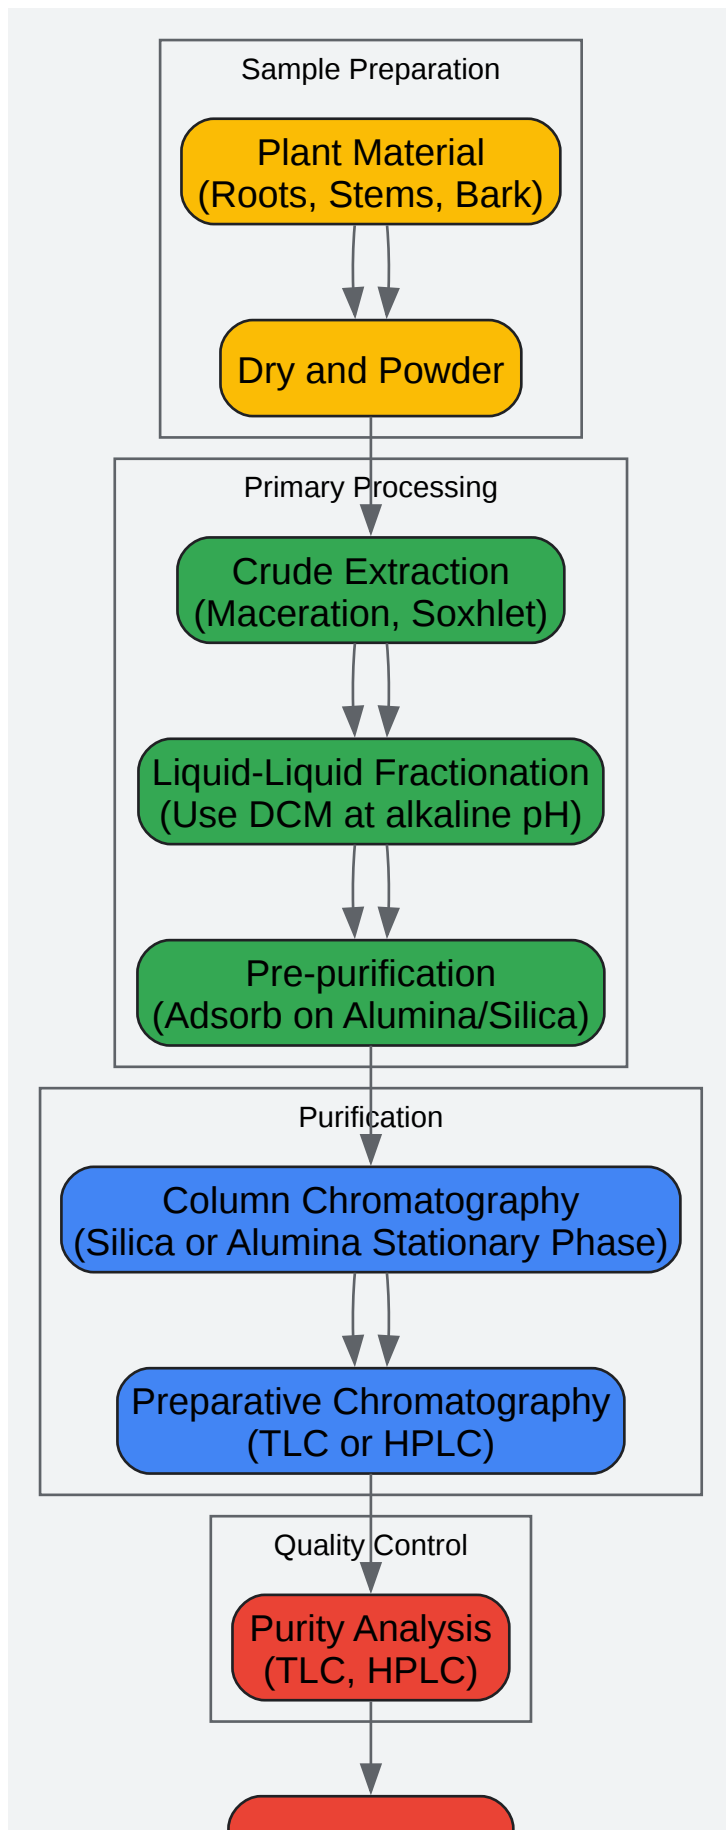 Sample Preparation
Plant Material
(Roots, Stems, Bark)
Dry and Powder
Primary Processing
Crude Extraction
(Maceration, Soxhlet)
Liquid-Liquid Fractionation
(Use DCM at alkaline pH)
Pre-purification
(Adsorb on Alumina/Silica)
Purification
Column Chromatography
(Silica or Alumina Stationary Phase)
Preparative Chromatography
(TLC or HPLC)
Quality Control
Purity Analysis
(TLC, HPLC)